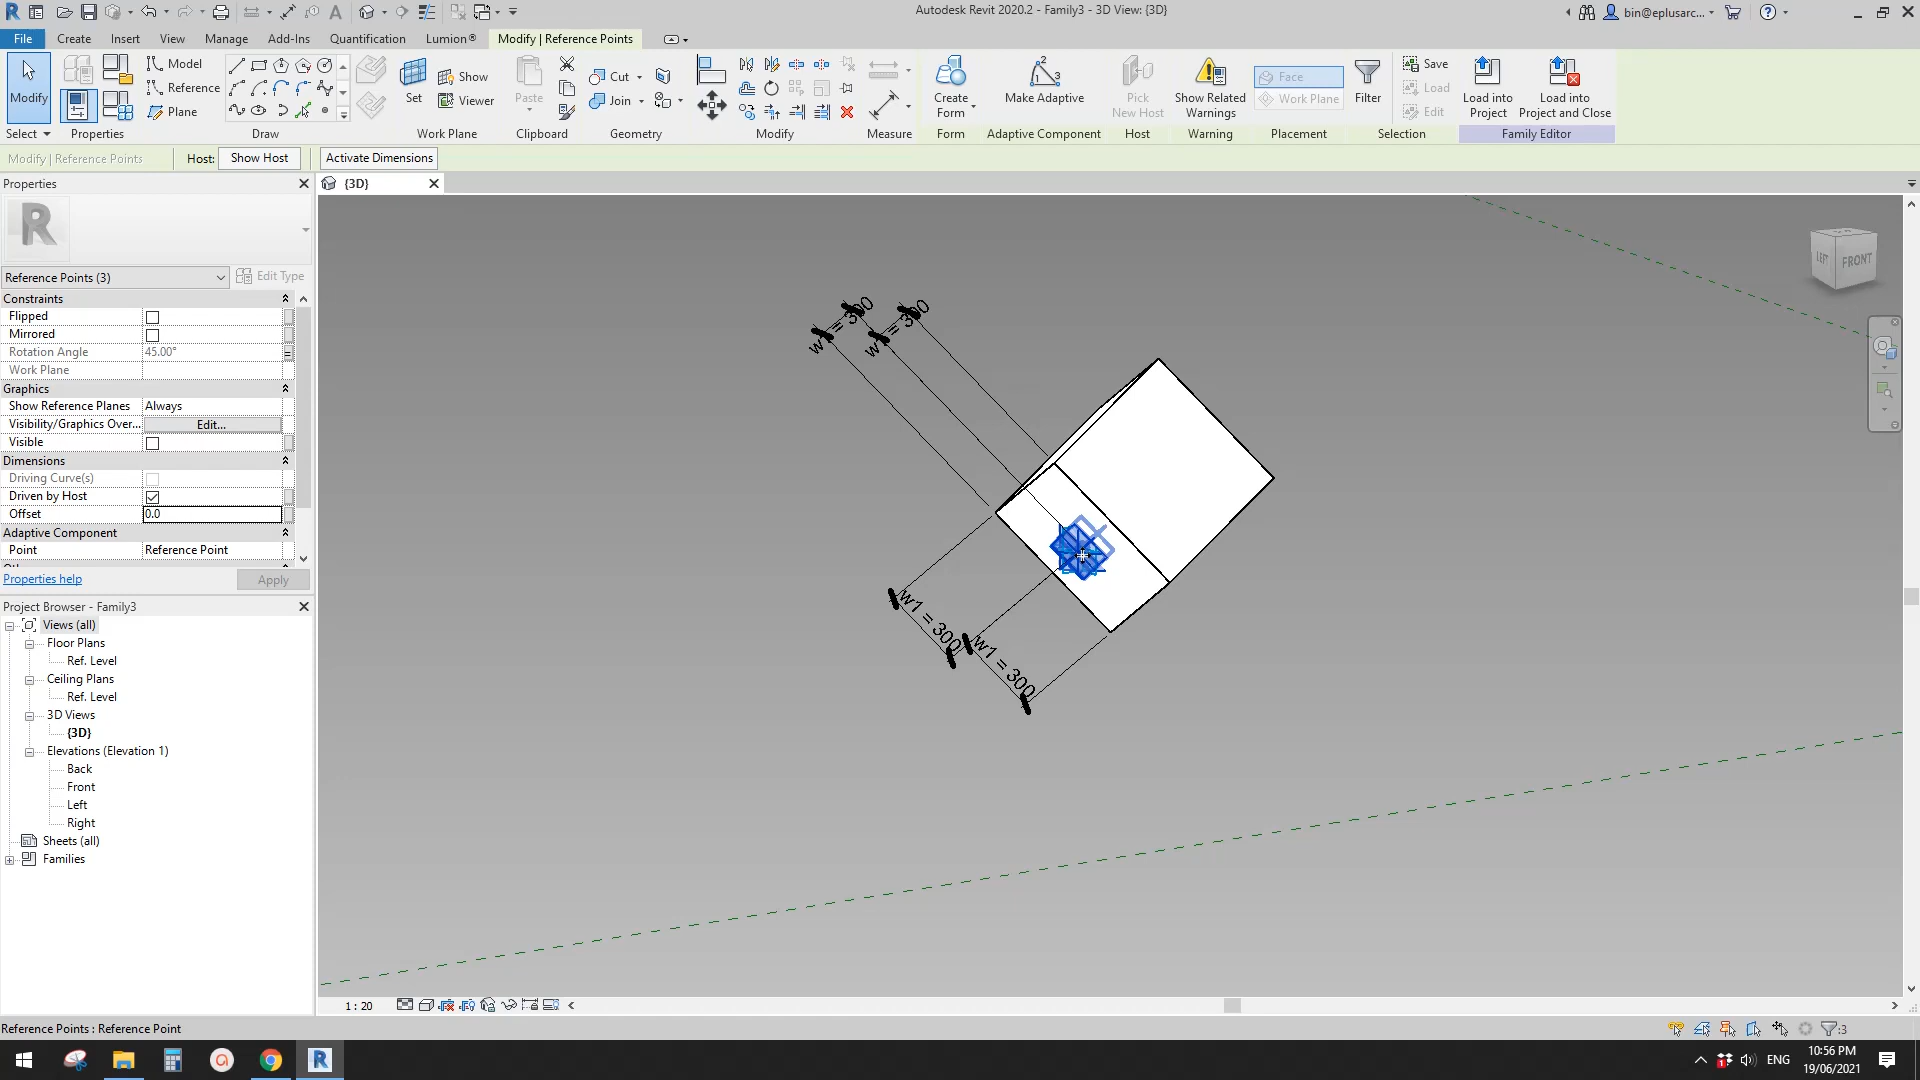 Autodesk Revit 2020.2 - Family3 - 3D View: {3D}
bin@eplusarc...
File Create Insert View Manage Add-Ins Quantification Lumion® Modify | Reference Points
Modify
Model
Reference
Plane
Set
Show
Viewer
Paste
Cut
Join
Create
Form
Make Adaptive
Pick
New Host
Show Related
Warnings
Face
Work Plane
Filter
Save
Load
Edit
Load into
Project
Load into
Project and Close
Select Properties Draw Work Plane Clipboard Geometry Modify Measure Form Adaptive Component Host Warning Placement Selection Family Editor
Modify | Reference Points Host: Show Host Activate Dimensions
Properties
{3D}
R
Reference Points (3) Edit Type
Constraints
Flipped
Mirrored
Rotation Angle 45.00°
Work Plane
Graphics
Show Reference Planes Always
Visibility/Graphics Over... Edit...
Visible
Dimensions
Driving Curve(s)
Driven by Host
Offset 0.0
Adaptive Component
Point Reference Point
Properties help Apply
Project Browser - Family3
Views (all)
Floor Plans
Ref. Level
Ceiling Plans
Ref. Level
3D Views
{3D}
Elevations (Elevation 1)
Back
Front
Left
Right
Sheets (all)
Families
w1 = 300
w1 = 300
w1 = 300
w1 = 300
LEFT FRONT
1 : 20
Reference Points : Reference Point
:3
ENG
10:56 PM
19/06/2021